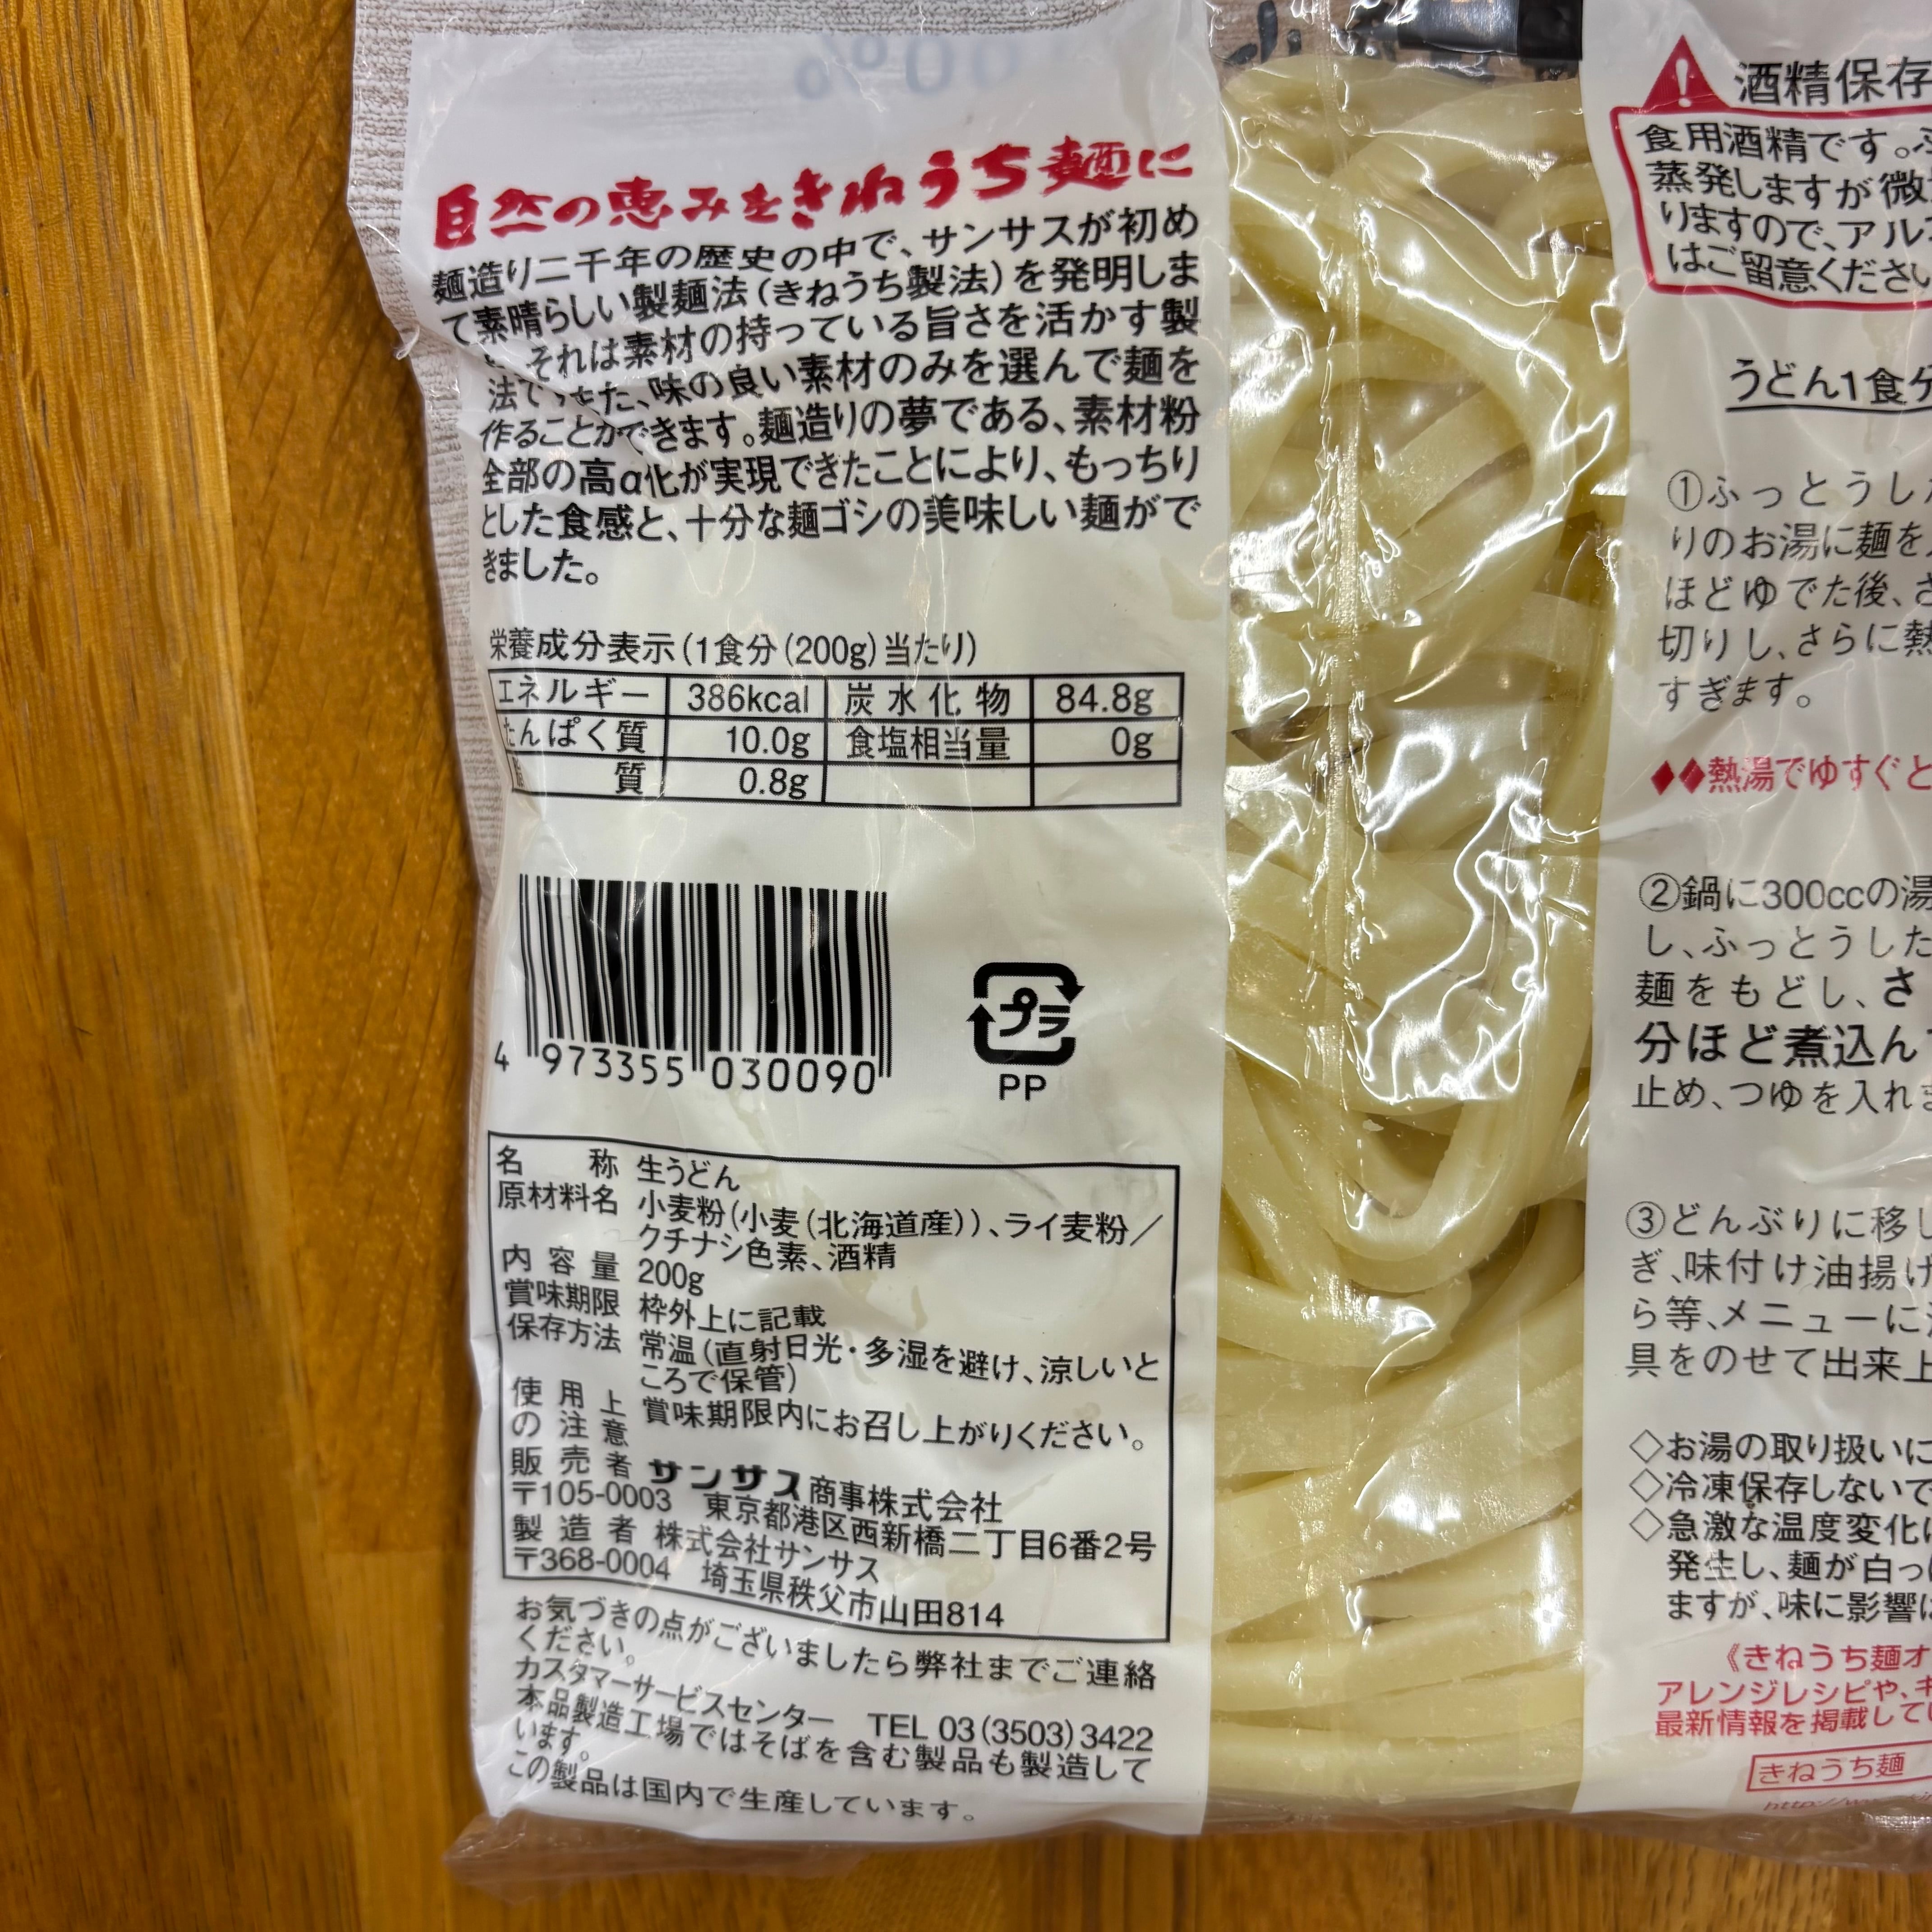 自然の恵みをきねうち麺に
麺造り二千年の歴史の中で、サンサスが初め
て素晴らしい製麺法(きねうち製法)を発明しま
それは素材の持っている旨さを活かす製
法で また、味の良い素材のみを選んで麺を
作ることができます。麺造りの夢である、素材粉
全部の高α化が実現できたことにより、もっちり
とした食感と、十分な麺ゴシの美味しい麺がで
きました。
栄養成分表示(1食分(200g)当たり)
エネルギー 386kcal 炭水化物 84.8g
たんぱく質 10.0g 食塩相当量 0g
質 0.8g
4 973355 030090
プラ
PP
名称 生うどん
原材料名 小麦粉(小麦(北海道産))、ライ麦粉/
クチナシ色素、酒精
内容量 200g
賞味期限 枠外上に記載
保存方法 常温(直射日光・多湿を避け、涼しいと
ころで保管)
使用上 賞味期限内にお召し上がりください。
の注意
販売者 サンサス商事株式会社
〒105-0003 東京都港区西新橋二丁目6番2号
製造者 株式会社サンサス
〒368-0004 埼玉県秩父市山田814
お気づきの点がございましたら弊社までご連絡
ください。
カスタマーサービスセンター TEL 03(3503)3422
本品製造工場ではそばを含む製品も製造して
います。
この製品は国内で生産しています。
酒精保存
食用酒精です。
蒸発しますが微
りますので、アル
はご留意ください
うどん1食分
①ふっとうした
りのお湯に麺を
ほどゆでた後、
切りし、さらに熱
すぎます。
♦♦熱湯でゆすぐと
②鍋に300ccの湯
し、ふっとうした
麺をもどし、さ
分ほど煮込ん
止め、つゆを入れ
③どんぶりに移し
ぎ、味付け油揚げ
ら等、メニューに
具をのせて出来上
◇お湯の取り扱いに
◇冷凍保存しないで
◇急激な温度変化に
発生し、麺が白っ
ますが、味に影響は
《きねうち麺オ
アレンジレシピや、キ
最新情報を掲載して
きねうち麺